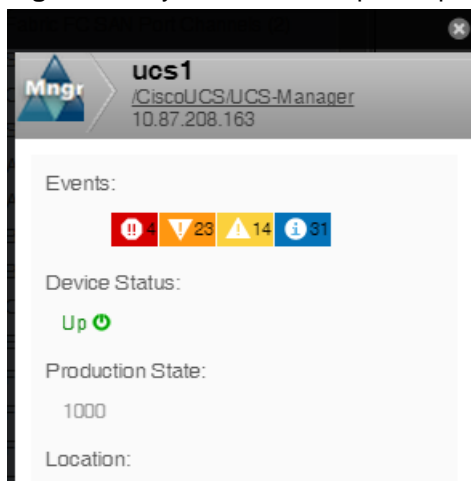 Mngr
ucs1
/CiscoUCS/UCS-Manager
10.87.208.163
Events:
4 23 14 31
Device Status:
Up
Production State:
1000
Location: